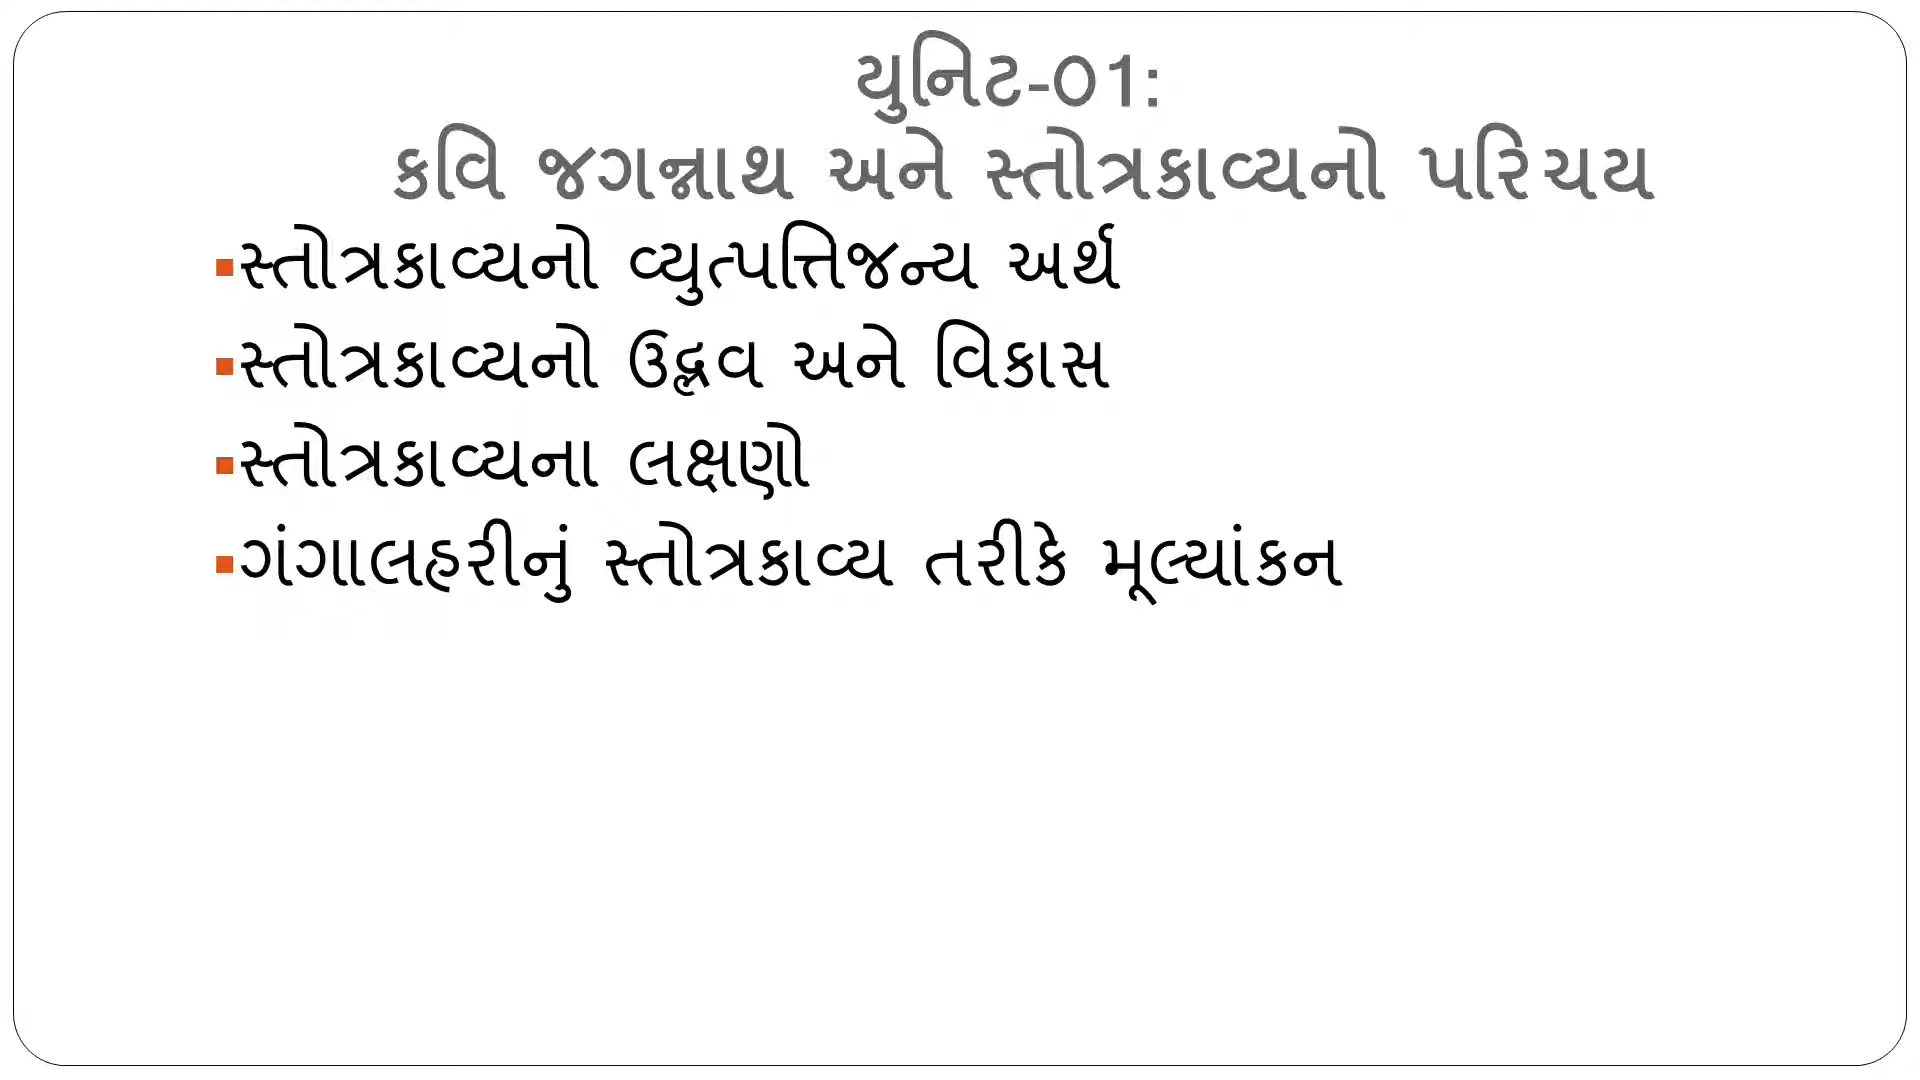 યુનિટ-01:
કવિ જગન્નાથ અને સ્તોત્રકાવ્યનો પરિચય
▪સ્તોત્રકાવ્યનો વ્યુત્પત્તિજન્ય અર્થ
▪સ્તોત્રકાવ્યનો ઉદ્ભવ અને વિકાસ
▪સ્તોત્રકાવ્યના લક્ષણો
▪ગંગાલહરીનું સ્તોત્રકાવ્ય તરીકે મૂલ્યાંકન